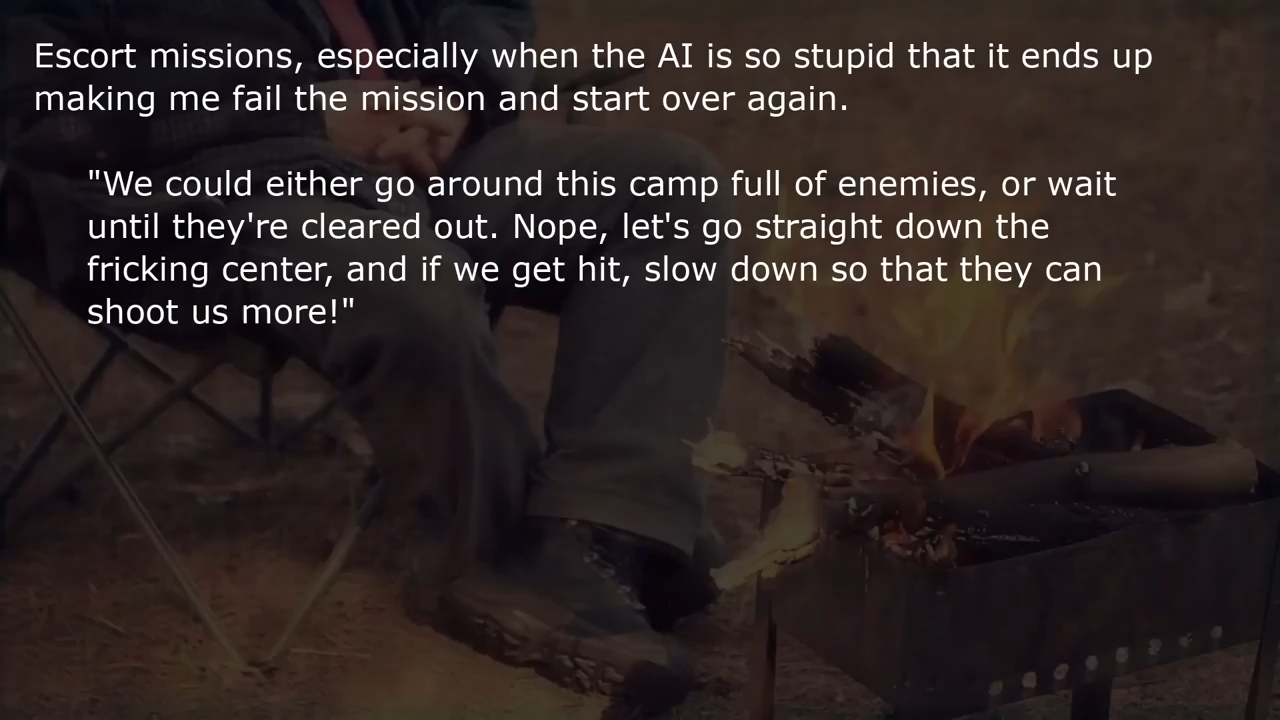 Escort missions, especially when the AI is so stupid that it ends up
making me fail the mission and start over again.
"We could either go around this camp full of enemies, or wait
until they're cleared out. Nope, let's go straight down the
fricking center, and if we get hit, slow down so that they can
shoot us more!"